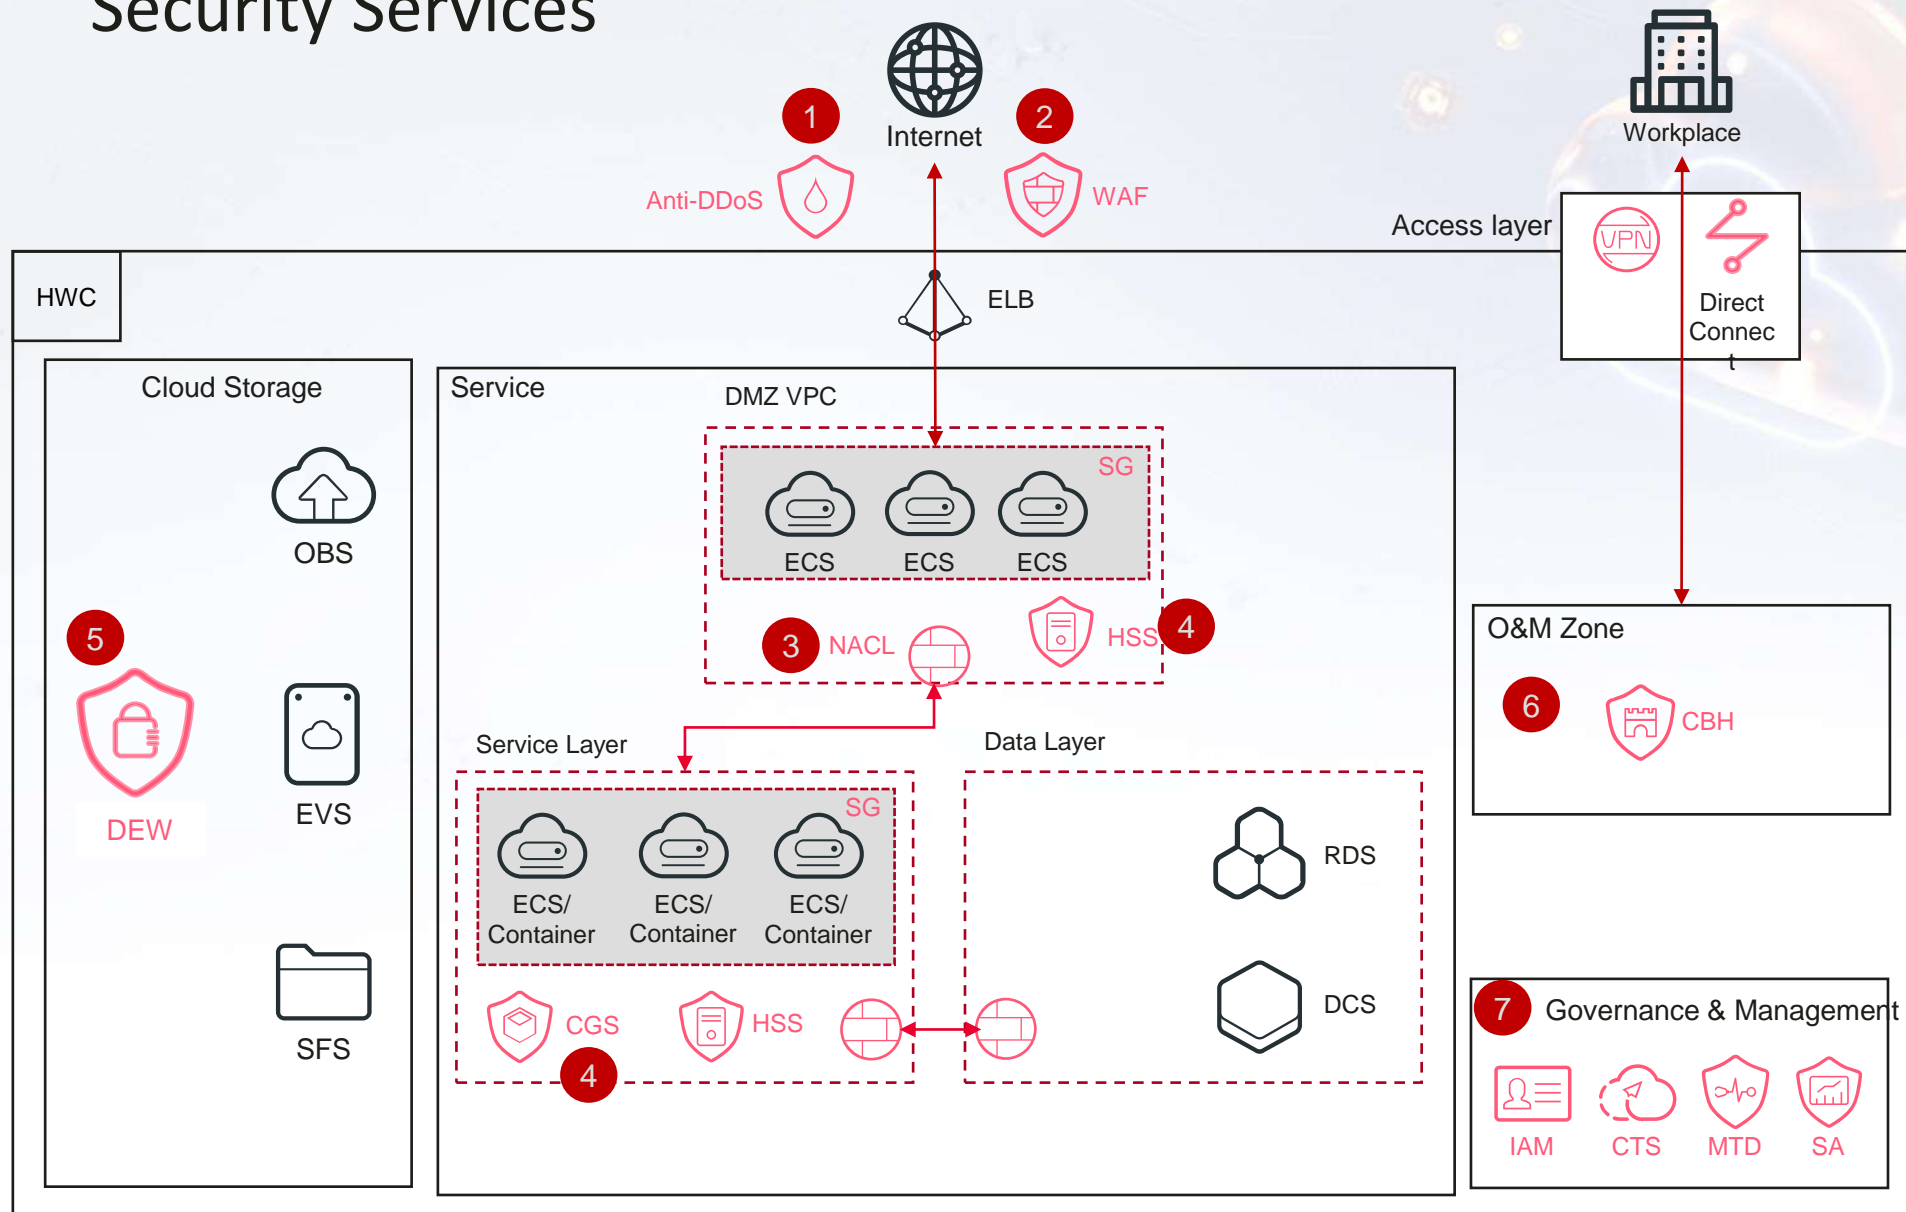 Security Services
1
2
Internet
Workplace
Anti-DDoS
WAF
Access layer
VPN
HWC
ELB
Direct
Connec
t
Cloud Storage
Service
DMZ VPC
SG
OBS
ECS
ECS
ECS
5
3
NACL
HSS
4
O&M Zone
6
CBH
Service Layer
Data Layer
DEW
EVS
SG
RDS
ECS/
Container
ECS/
Container
ECS/
Container
CGS
HSS
DCS
7
Governance & Management
SFS
4
IAM
CTS
MTD
SA